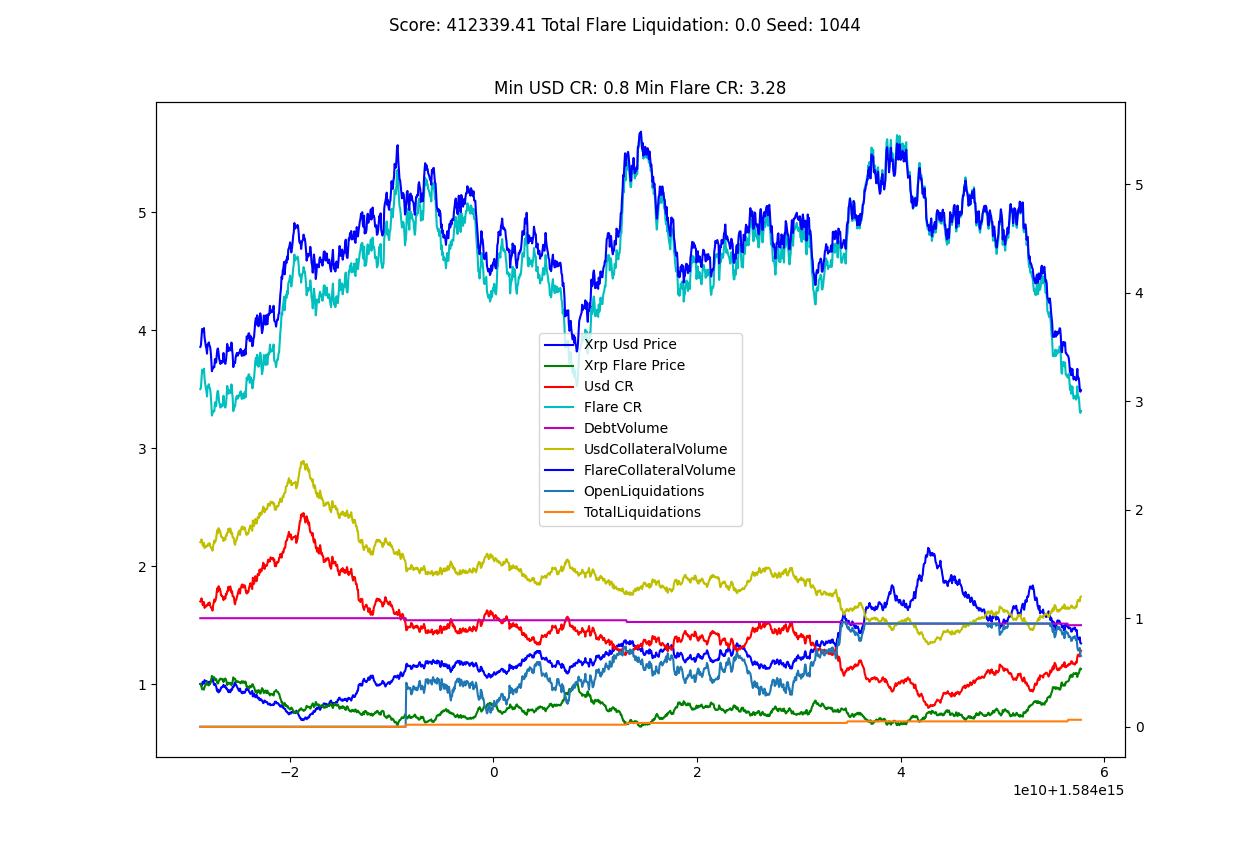 Score: 412339.41 Total Flare Liquidation: 0.0 Seed: 1044
Min USD CR: 0.8 Min Flare CR: 3.28
5
4
3
2
1
5
4
3
2
1
0
Xrp Usd Price
Xrp Flare Price
Usd CR
Flare CR
DebtVolume
UsdCollateralVolume
FlareCollateralVolume
OpenLiquidations
TotalLiquidations
−2 0 2 4 6
1e10+1.584e15